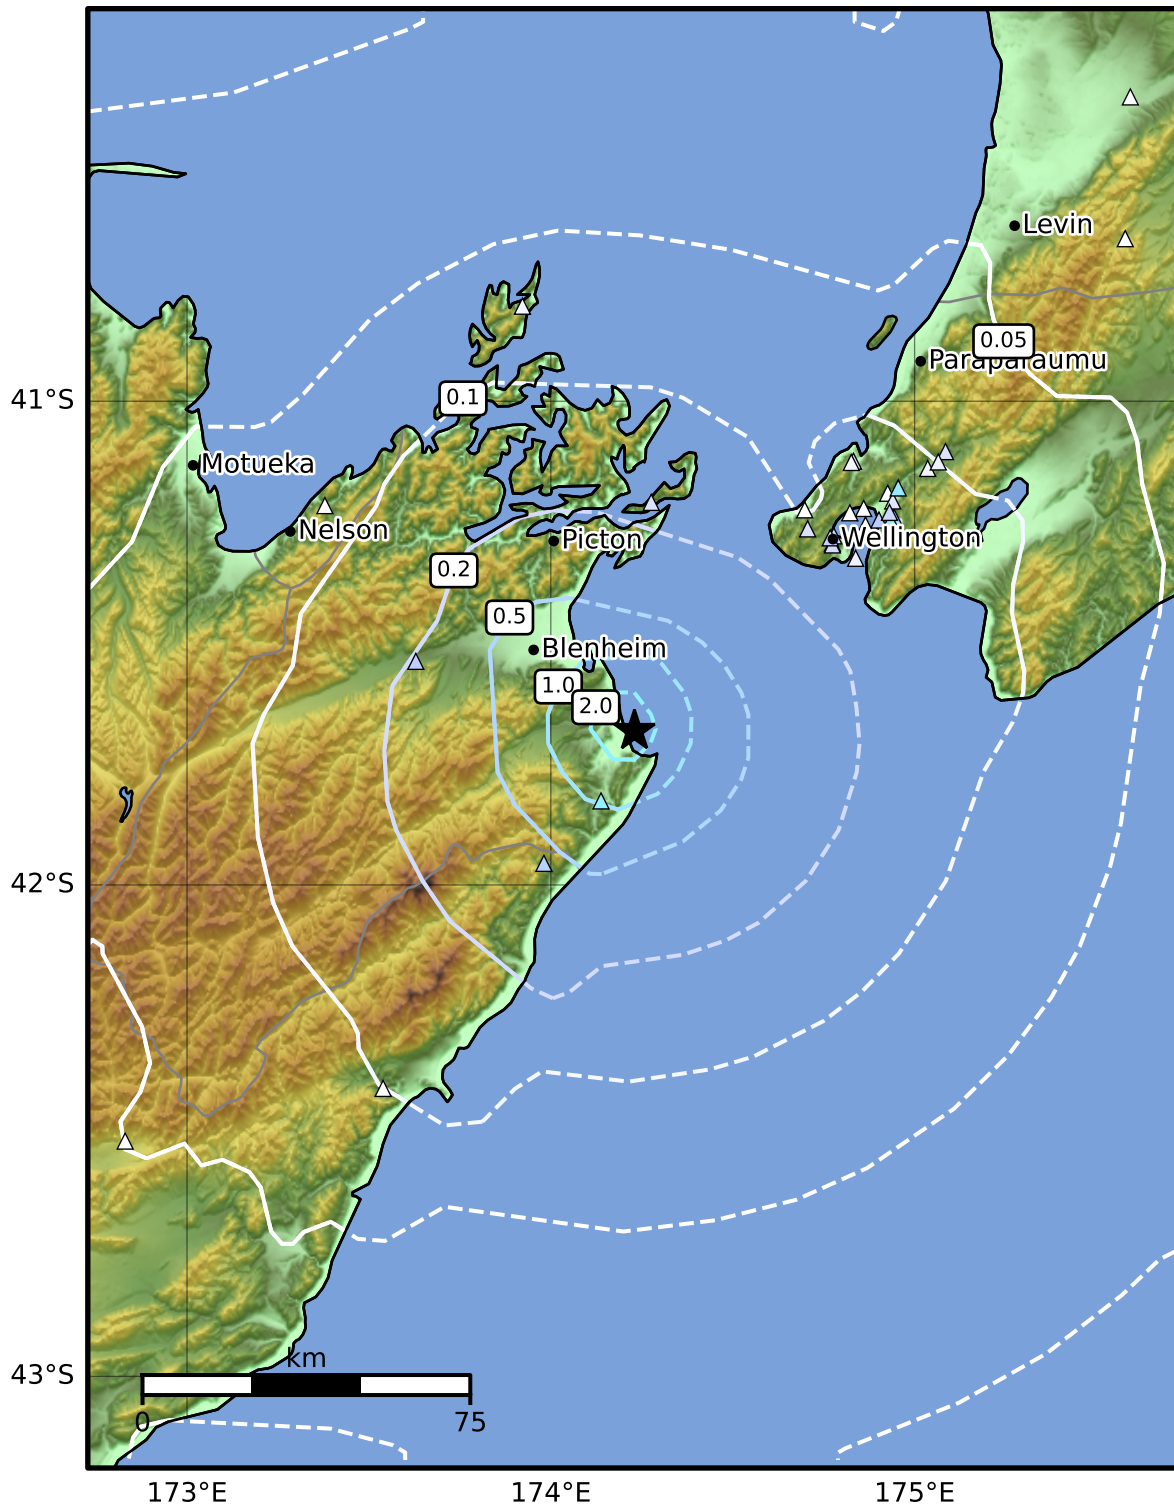 Levin
0.05
Paraparaumu
41°S
0.1
Motueka
Nelson
Picton
Wellington
0.2
0.5
Blenheim
1.0
2.0
42°S
km
43°S
0
75
173°E
174°E
175°E